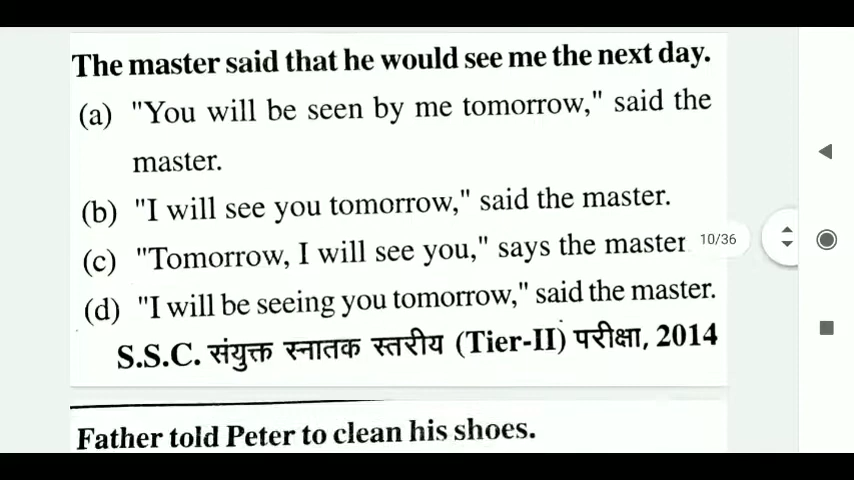 The master said that he would see me the next day.
(a) "You will be seen by me tomorrow," said the
master.
(b) "I will see you tomorrow," said the master.
(c) "Tomorrow, I will see you," says the master
10/36
(d) "I will be seeing you tomorrow," said the master.
S.S.C. संयुक्त स्नातक स्तरीय (Tier-II) परीक्षा, 2014
Father told Peter to clean his shoes.